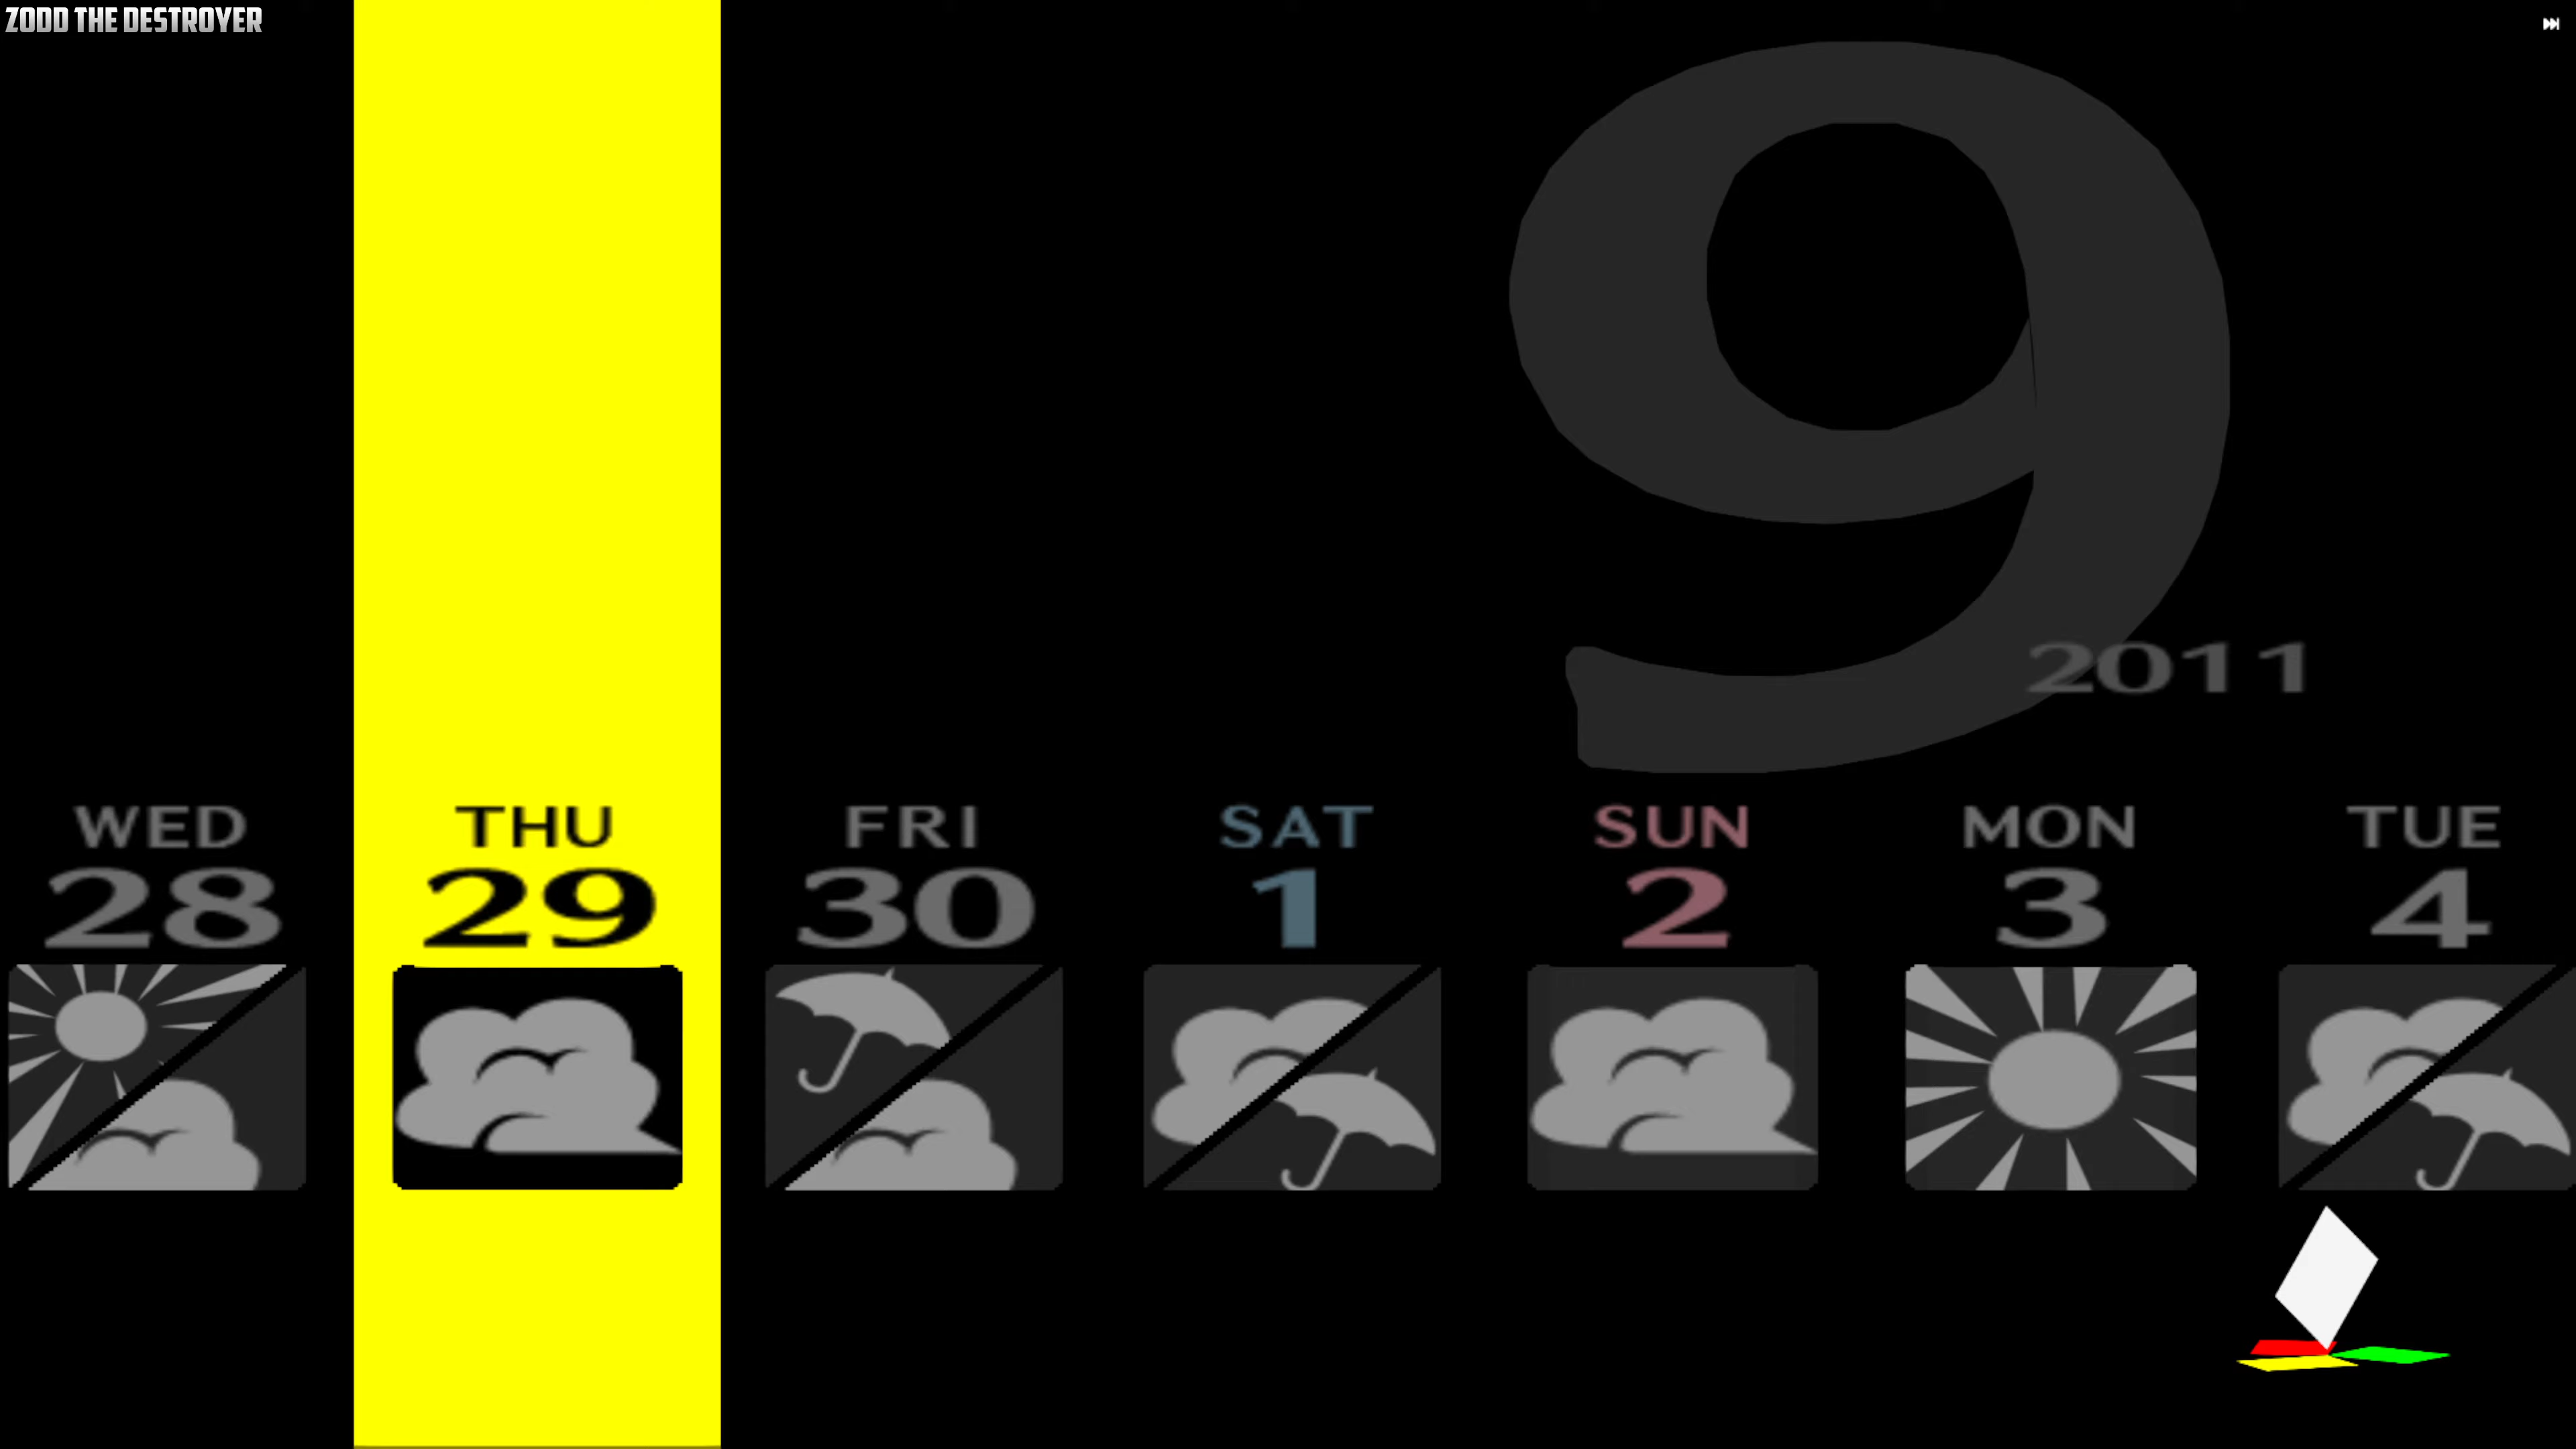 ZODD THE DESTROYER
9
2011
WED THU FRI SAT SUN MON TUE
28 29 30 1 2 3 4